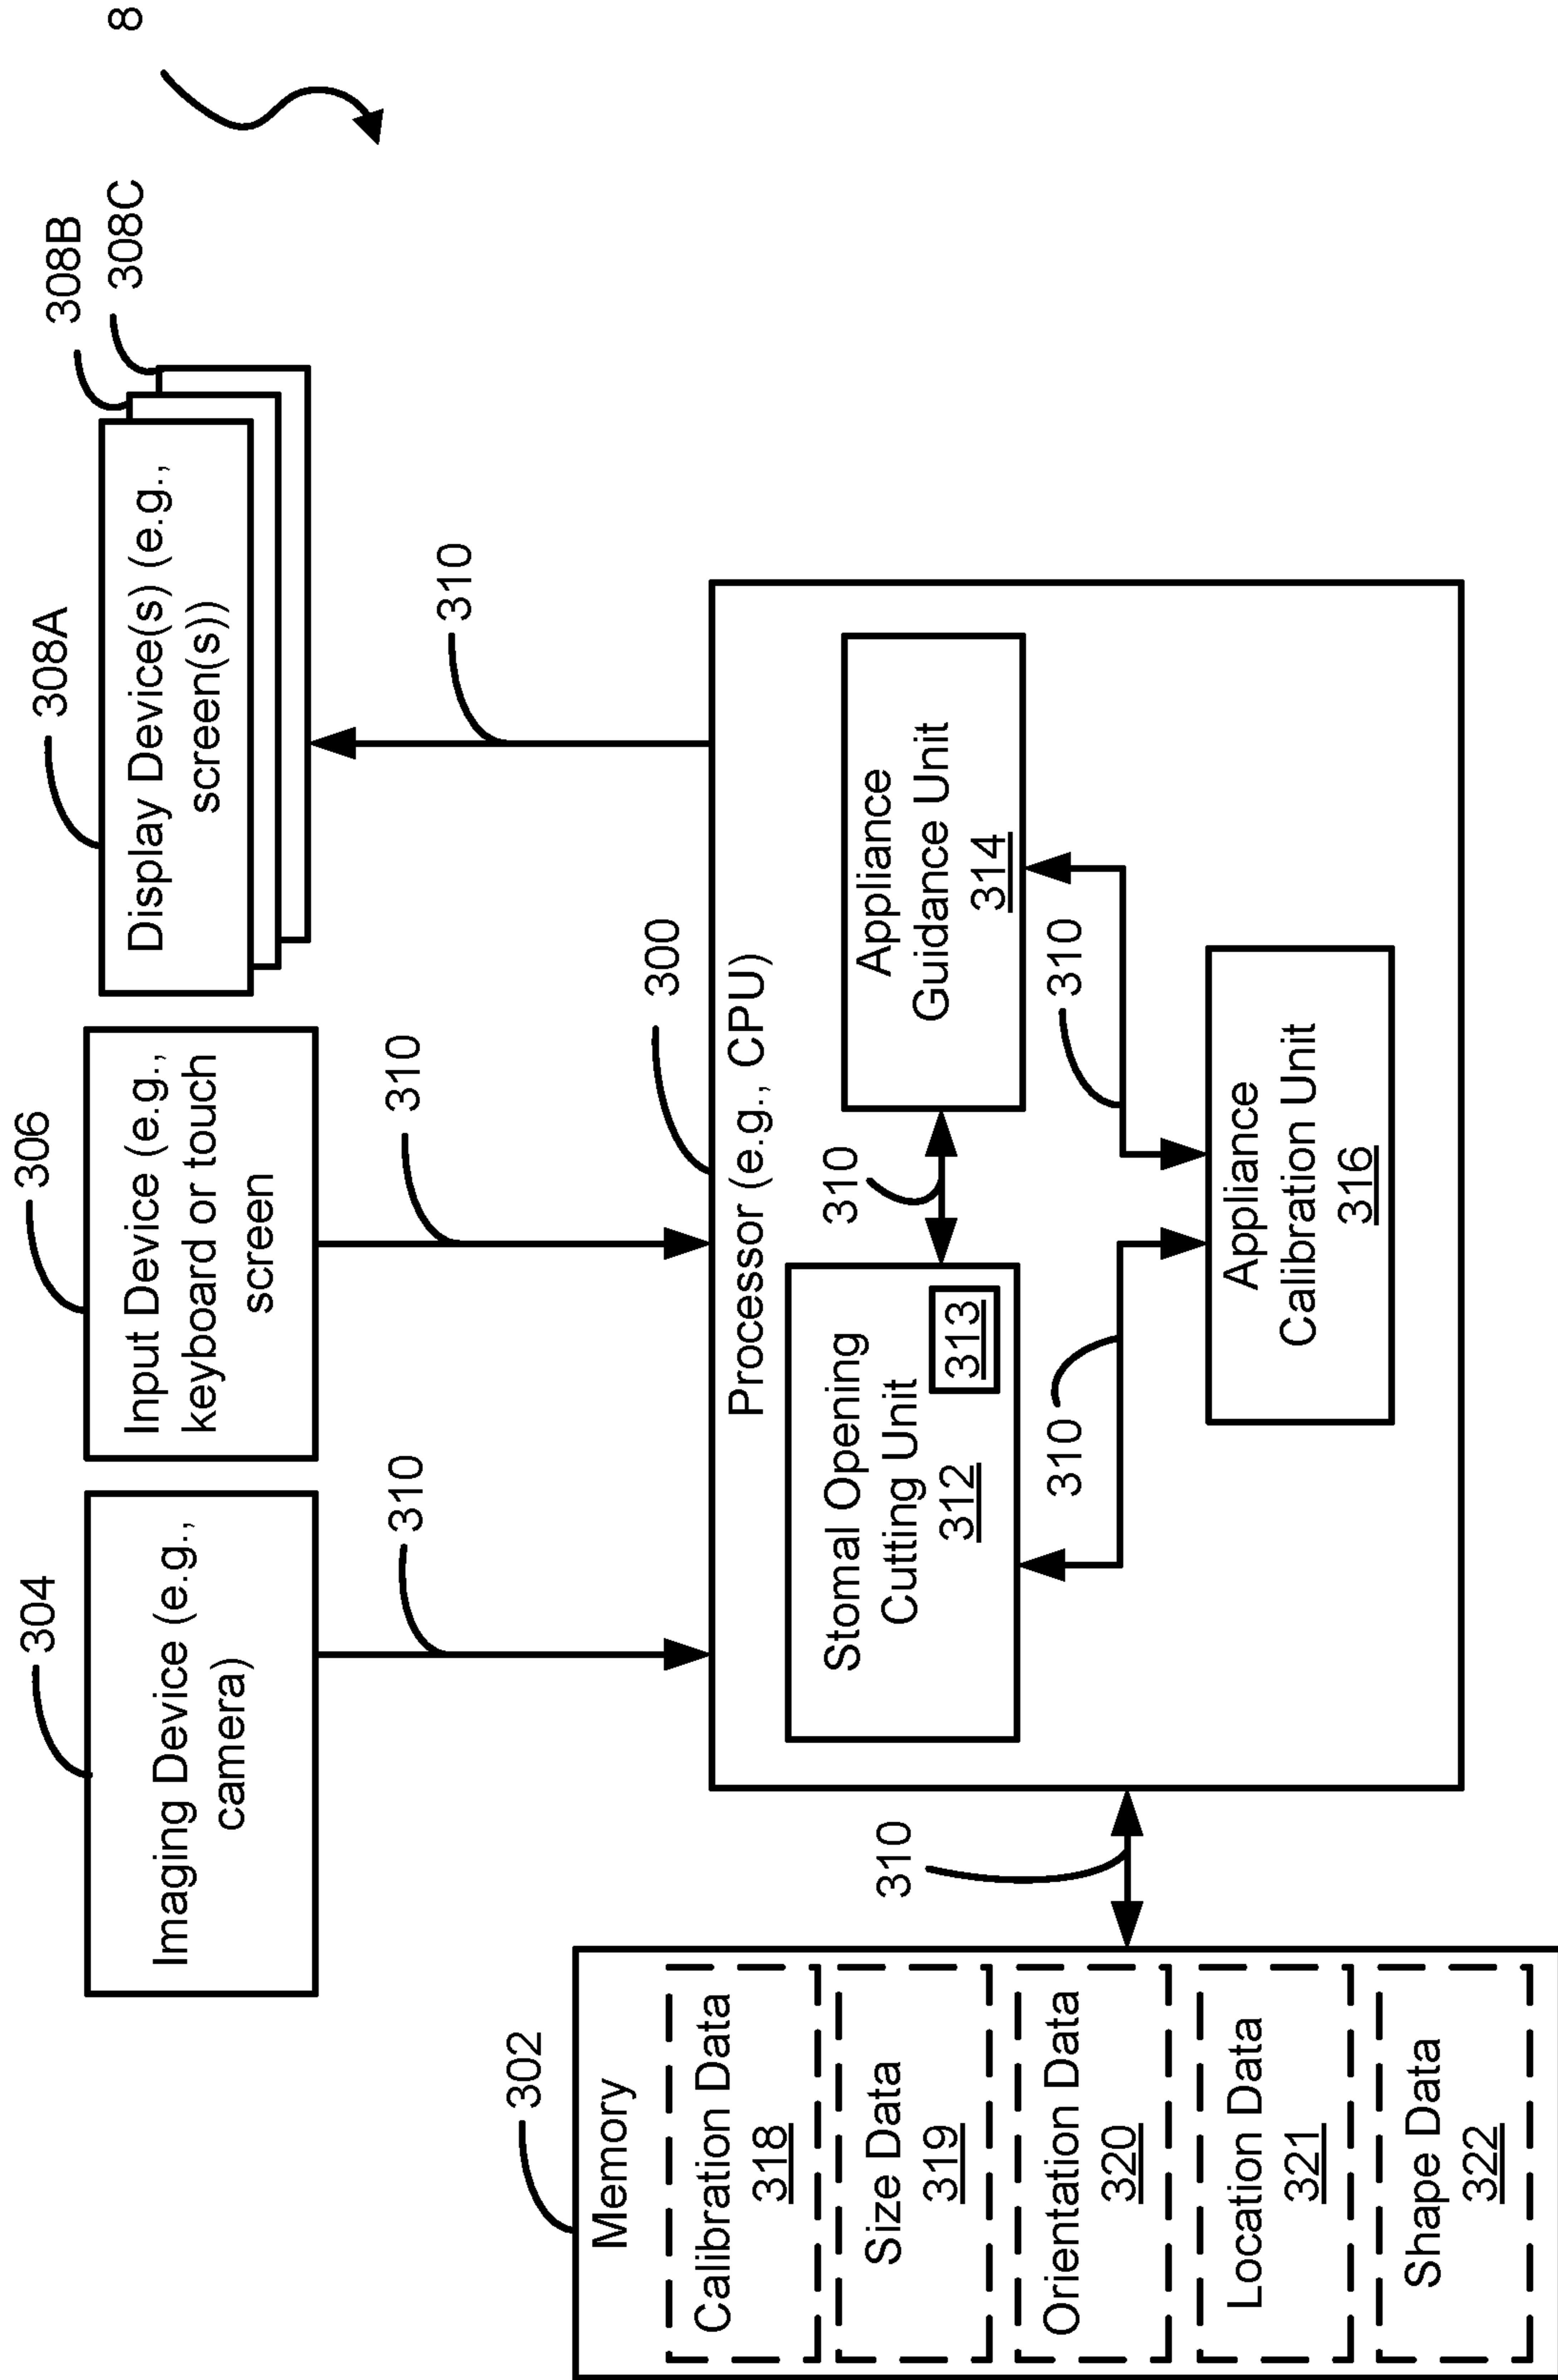 8
304
Imaging Device (e.g.,
camera)
306
Input Device (e.g.,
keyboard or touch
screen
308A
308B
308C
Display Device(s) (e.g.,
screen(s))
310
310
310
302
Memory
Calibration Data
318
Size Data
319
Orientation Data
320
Location Data
321
Shape Data
322
310
300
Processor (e.g., CPU)
Stomal Opening
Cutting Unit
312
313
310
Appliance
Guidance Unit
314
310
310
Appliance
Calibration Unit
316